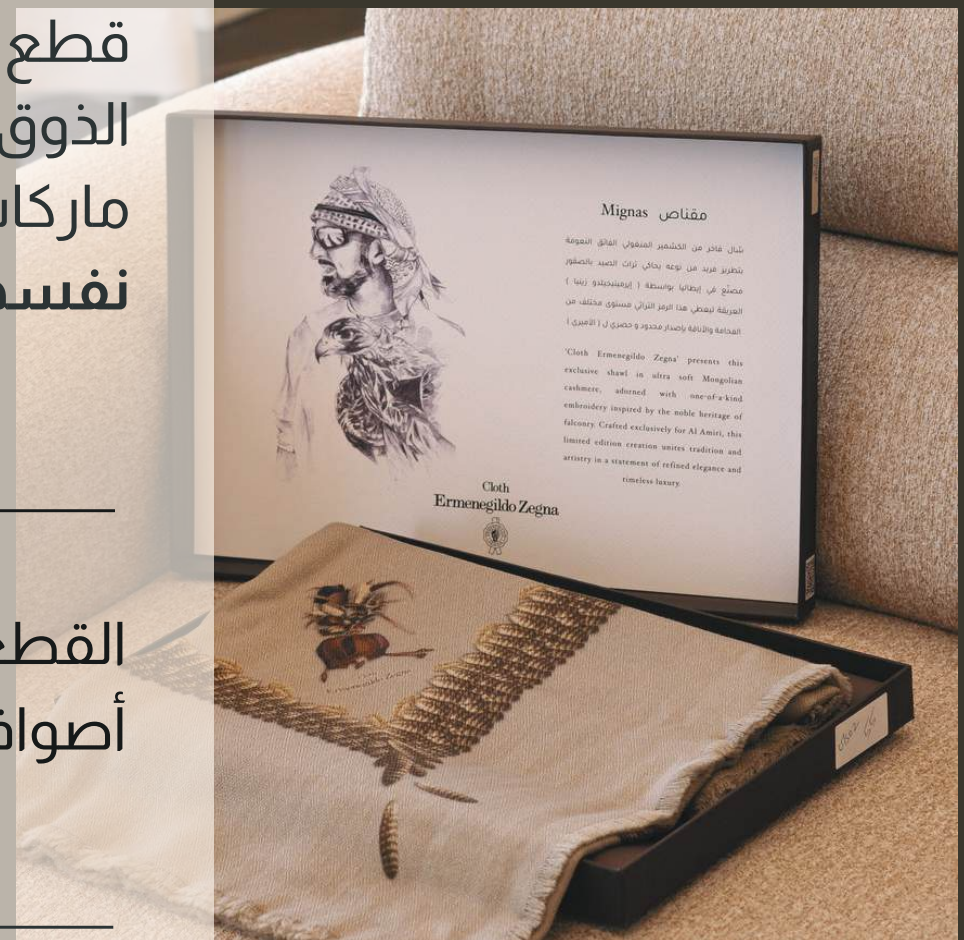 قطع
الذوق
نفس
القطع
مقناص Mignas
شال فاخر من الكشمير المنغولي الفائق النعومة
بتطريز فريد من نوعه يحاكي تراث الصيد بالصقور
مصنّع في إيطاليا بواسطة ( إيرمينيجيلدو زينيا )
العريقة ليعطي هذا الرمز التراثي مستوى مختلف من
الفخامة والأناقة بإصدار محدود و حصري ل ( الأميري )
'Cloth Ermenegildo Zegna' presents this
exclusive shawl in ultra soft Mongolian
cashmere, adorned with one-of-a-kind
embroidery inspired by the noble heritage of
falconry. Crafted exclusively for Al Amiri, this
limited edition creation unites tradition and
artistry in a statement of refined elegance and
timeless luxury.
Cloth
Ermenegildo Zegna
Ermenegildo Zegna